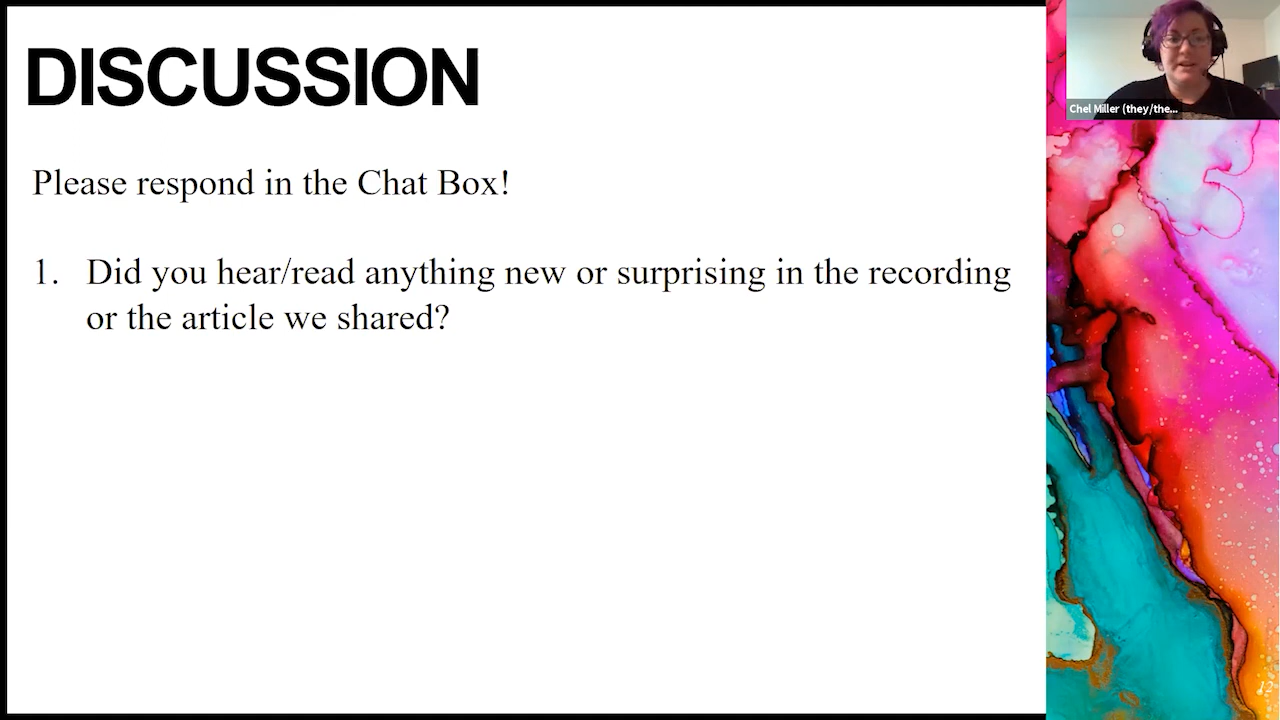 DISCUSSION
Please respond in the Chat Box!
1. Did you hear/read anything new or surprising in the recording
or the article we shared?
Chel Miller (they/the...
12